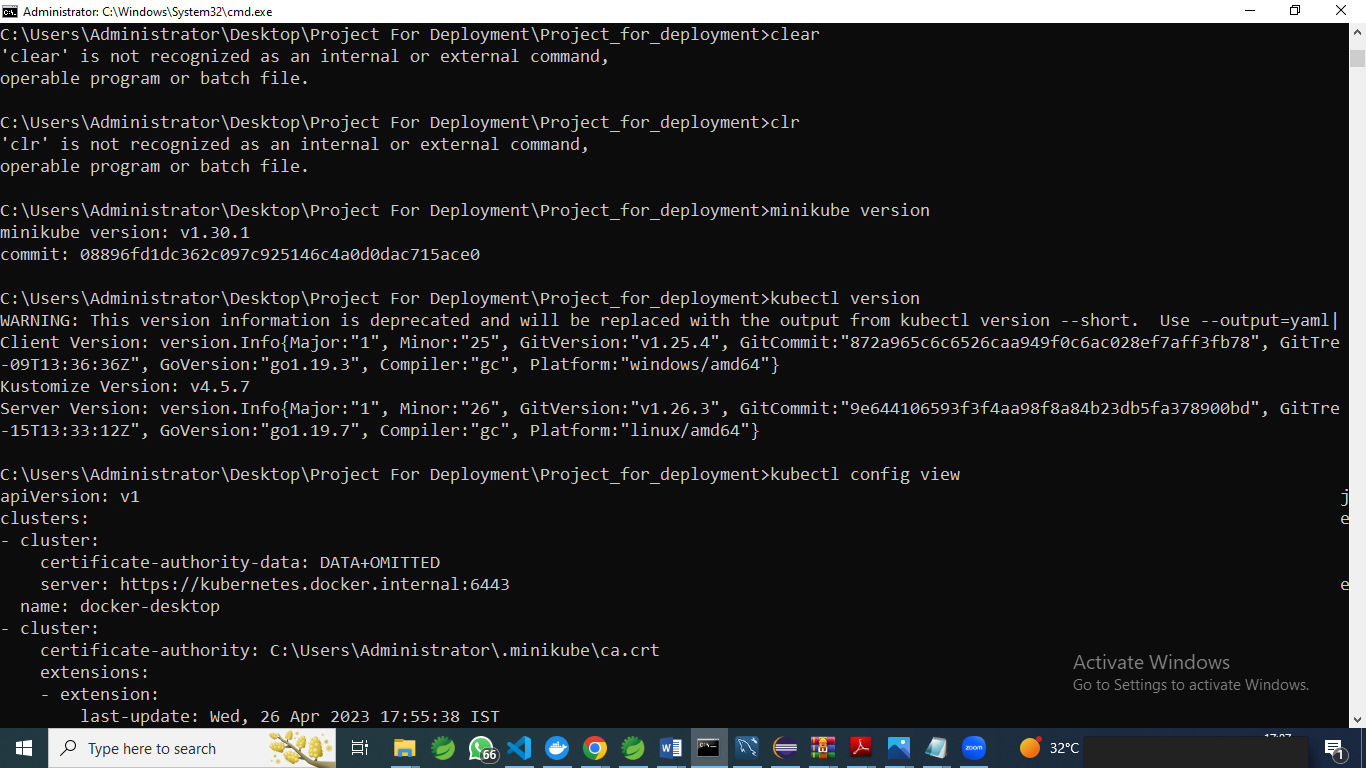 Administrator: C:\Windows\System32\cmd.exe
C:\Users\Administrator\Desktop\Project For Deployment\Project_for_deployment>clear
'clear' is not recognized as an internal or external command,
operable program or batch file.
C:\Users\Administrator\Desktop\Project For Deployment\Project_for_deployment>clr
'clr' is not recognized as an internal or external command,
operable program or batch file.
C:\Users\Administrator\Desktop\Project For Deployment\Project_for_deployment>minikube version
minikube version: v1.30.1
commit: 08896fd1dc362c097c925146c4a0d0dac715ace0
C:\Users\Administrator\Desktop\Project For Deployment\Project_for_deployment>kubectl version
WARNING: This version information is deprecated and will be replaced with the output from kubectl version --short.  Use --output=yaml|
Client Version: version.Info{Major:"1", Minor:"25", GitVersion:"v1.25.4", GitCommit:"872a965c6c6526caa949f0c6ac028ef7aff3fb78", GitTre
-09T13:36:36Z", GoVersion:"go1.19.3", Compiler:"gc", Platform:"windows/amd64"}
Kustomize Version: v4.5.7
Server Version: version.Info{Major:"1", Minor:"26", GitVersion:"v1.26.3", GitCommit:"9e644106593f3f4aa98f8a84b23db5fa378900bd", GitTre
-15T13:33:12Z", GoVersion:"go1.19.7", Compiler:"gc", Platform:"linux/amd64"}
C:\Users\Administrator\Desktop\Project For Deployment\Project_for_deployment>kubectl config view
apiVersion: v1 j
clusters: e
- cluster:
    certificate-authority-data: DATA+OMITTED
    server: https://kubernetes.docker.internal:6443 e
  name: docker-desktop
- cluster:
    certificate-authority: C:\Users\Administrator\.minikube\ca.crt
    extensions:
    - extension:
        last-update: Wed, 26 Apr 2023 17:55:38 IST
Activate Windows
Go to Settings to activate Windows.
Type here to search
66
zoom
32°C
1